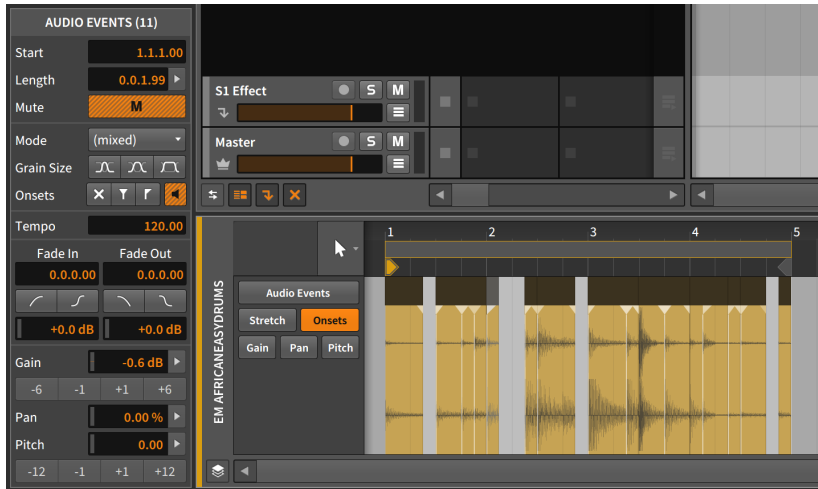 AUDIO EVENTS (11)
Start 1.1.1.00
Length 0.0.1.99
Mute M
Mode (mixed)
Grain Size
Onsets
Tempo 120.00
Fade In Fade Out
0.0.0.00 0.0.0.00
+0.0 dB +0.0 dB
Gain -0.6 dB
-6 -1 +1 +6
Pan 0.00 %
Pitch 0.00
-12 -1 +1 +12
S1 Effect S M
Master S M
1 2 3 4 5
EM AFRICANEASYDRUMS
Audio Events
Stretch Onsets
Gain Pan Pitch